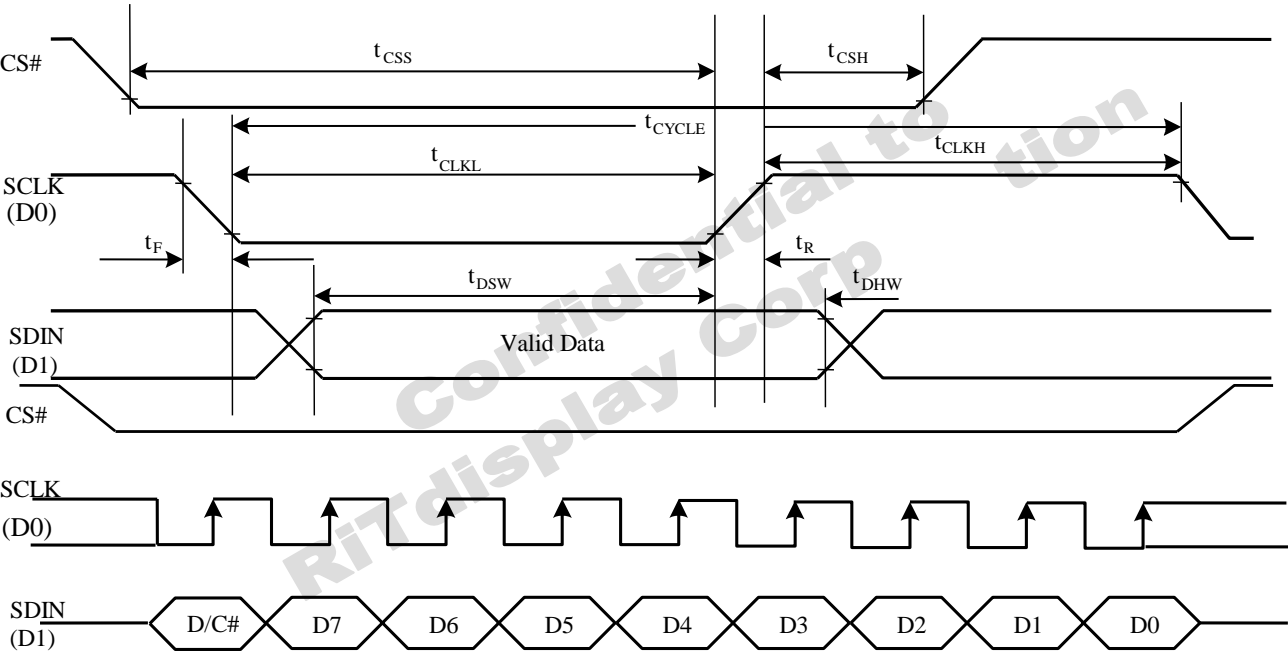 CS#
tCSS
tCSH
tCYCLE
tCLKL
tCLKH
SCLK
(D0)
tF
tR
tDSW
tDHW
SDIN
(D1)
Valid Data
CS#
SCLK
(D0)
SDIN
(D1)
D/C# D7 D6 D5 D4 D3 D2 D1 D0
Confidential to
RiTdisplay Corp
tion